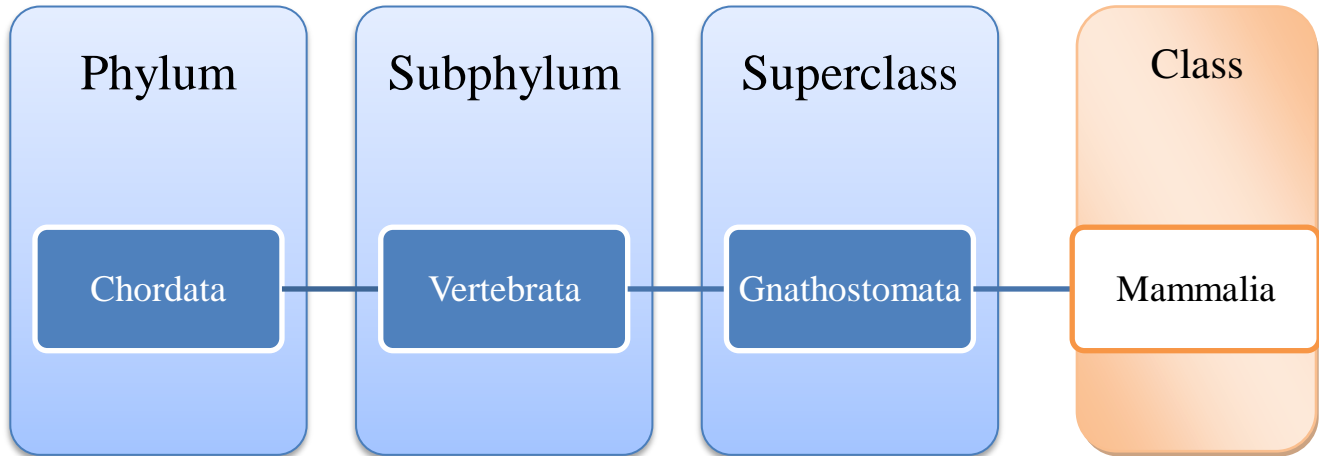 Phylum
Subphylum
Superclass
Class
Chordata
Vertebrata
Gnathostomata
Mammalia